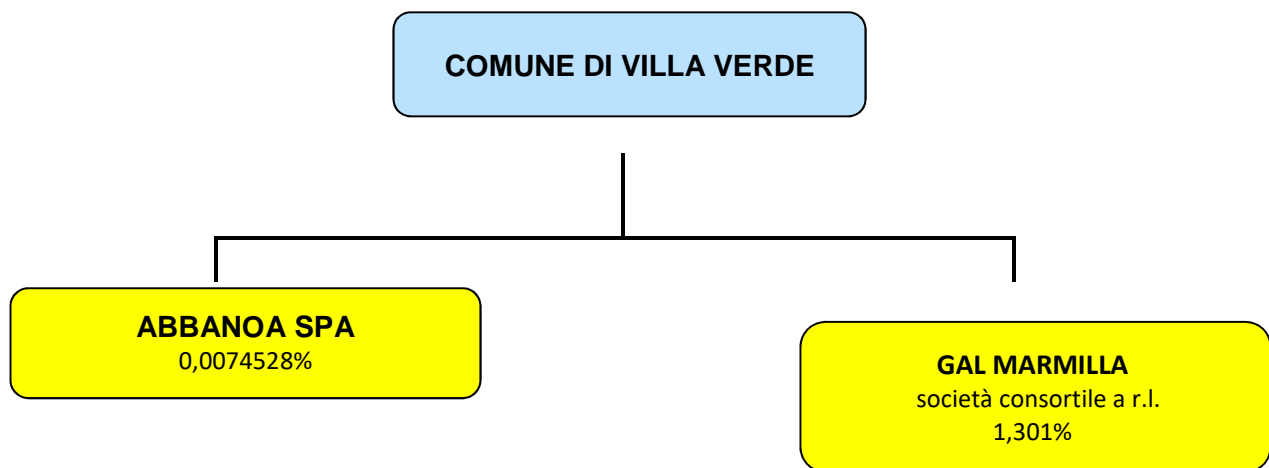 COMUNE DI VILLA VERDE
ABBANOA SPA
0,0074528%
GAL MARMILLA
società consortile a r.l.
1,301%